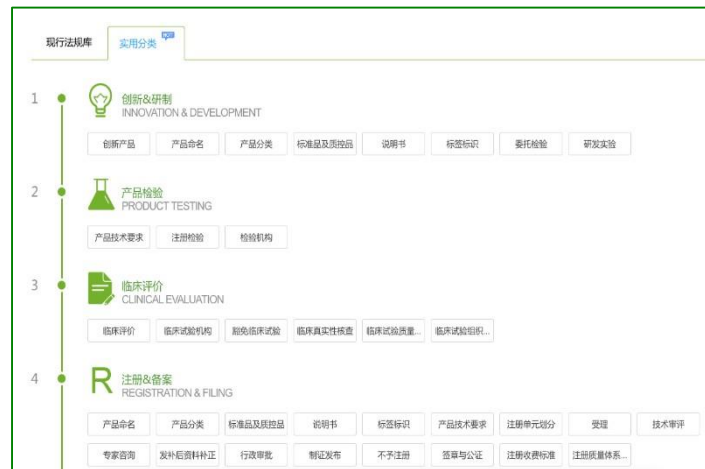 现行法规库 实用分类
1 创新&研制
INNOVATION & DEVELOPMENT
创新产品 产品命名 产品分类 标准品及质控品 说明书 标签标识 委托检验 研发实验
2 产品检验
PRODUCT TESTING
产品技术要求 注册检验 检验机构
3 临床评价
CLINICAL EVALUATION
临床评价 临床试验机构 豁免临床试验 临床真实性核查 临床试验质量... 临床试验组织...
4 R 注册&备案
REGISTRATION & FILING
产品命名 产品分类 标准品及质控品 说明书 标签标识 产品技术要求 注册单元划分 受理 技术审评
专家咨询 发补后资料补正 行政审批 制证发布 不予注册 签章与公证 注册收费标准 注册质量体系...